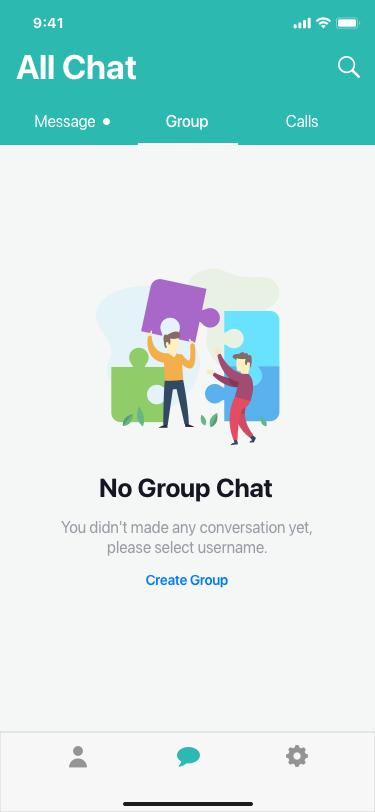 9:41
All Chat
Message
Group
Calls
No Group Chat
You didn't made any conversation yet,
please select username.
Create Group